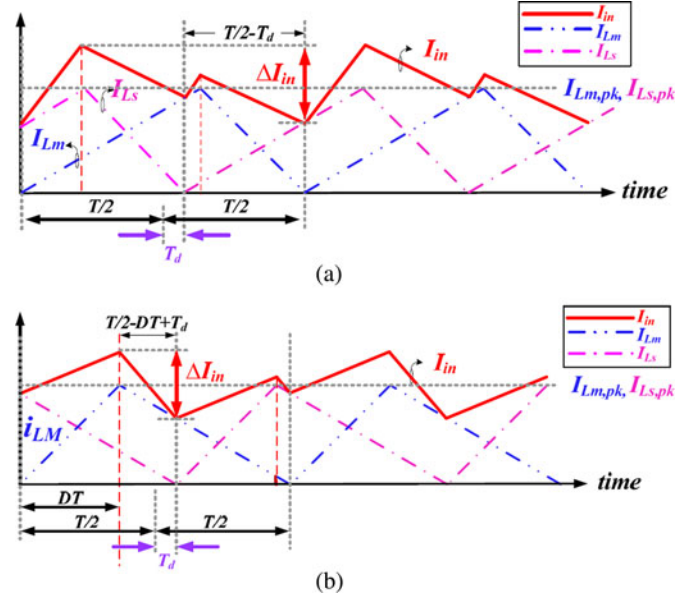 T/2-T_d
I_in
I_Lm
I_Ls
ΔI_in
I_in
I_Ls
I_Lm,pk, I_Ls,pk
I_Lm
time
T/2
T/2
T_d
(a)
T/2-DT+T_d
I_in
I_Lm
I_Ls
ΔI_in
I_in
I_Lm,pk, I_Ls,pk
i_LM
time
DT
T/2
T/2
T_d
(b)